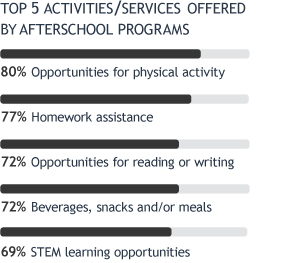 TOP 5 ACTIVITIES/SERVICES OFFERED
BY AFTERSCHOOL PROGRAMS
80% Opportunities for physical activity
77% Homework assistance
72% Opportunities for reading or writing
72% Beverages, snacks and/or meals
69% STEM learning opportunities